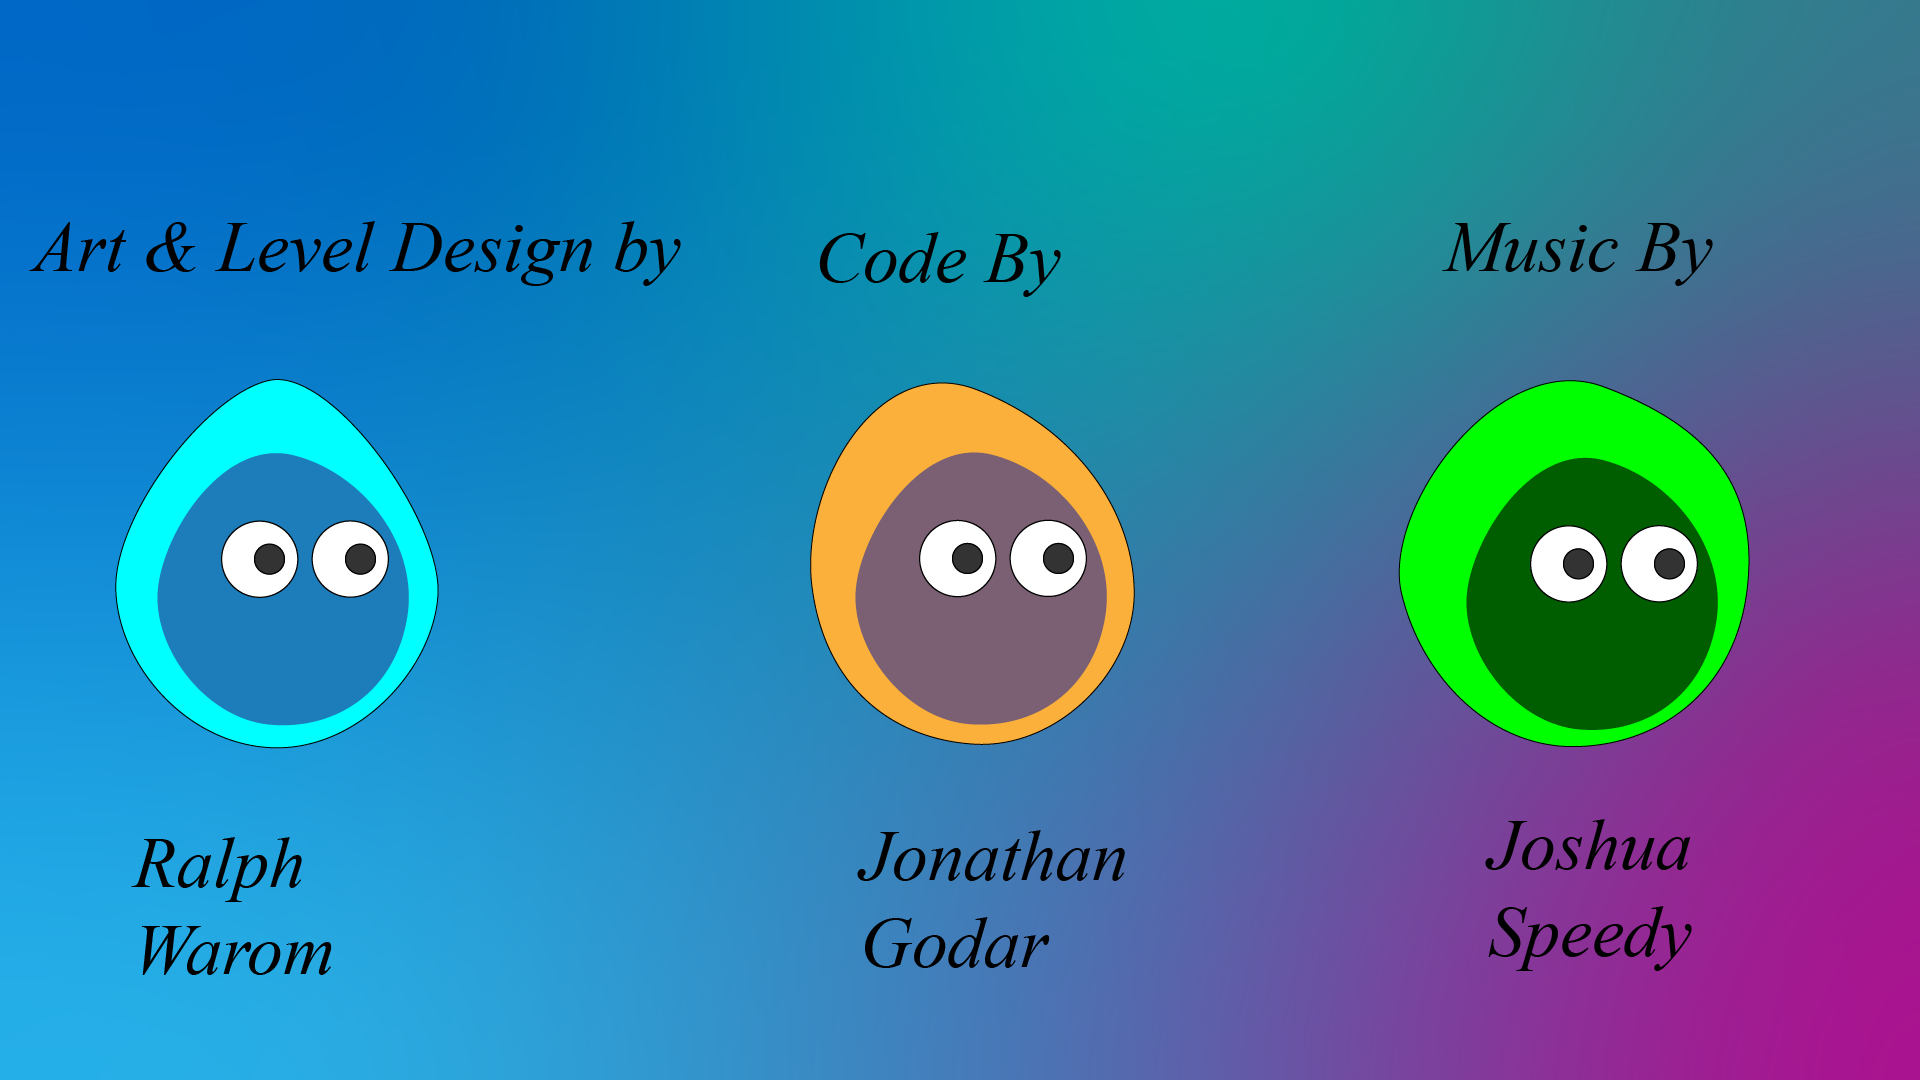 Art & Level Design by
Code By
Music By
Ralph
Warom
Jonathan
Godar
Joshua
Speedy